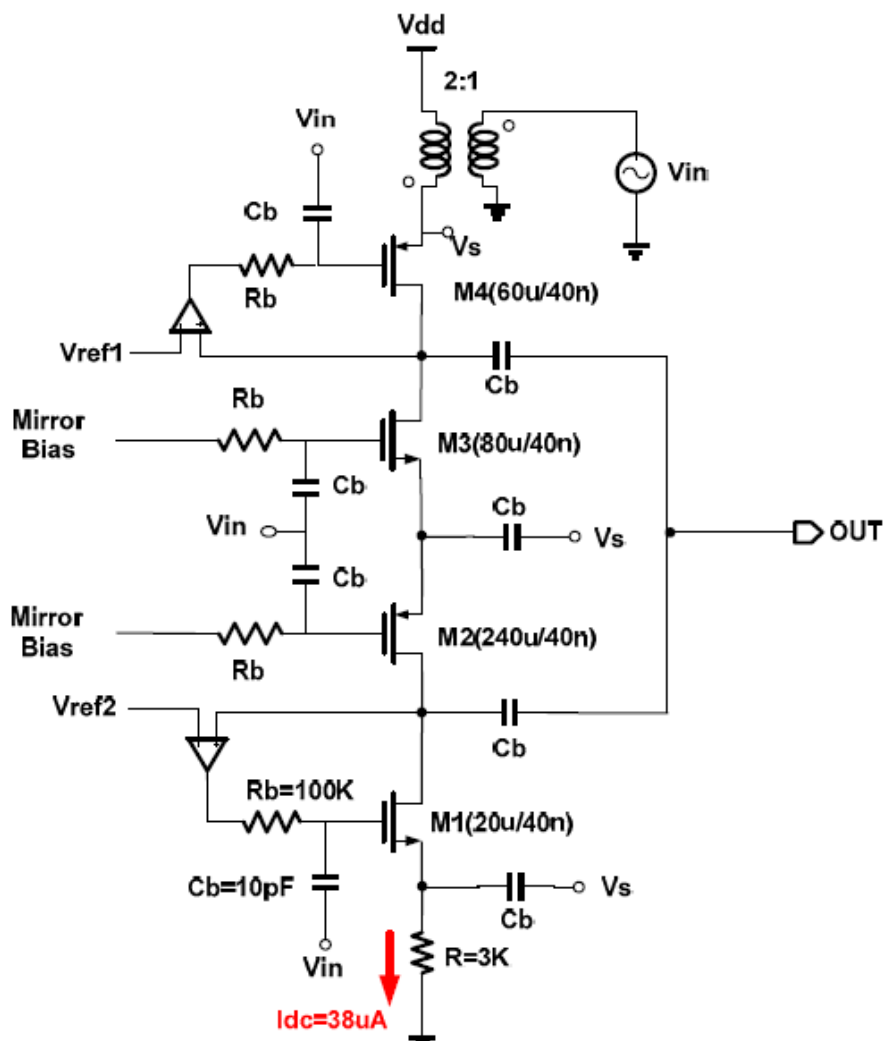 Vdd
2:1
Vin
Vin
Cb
Vs
Rb
M4(60u/40n)
Vref1
Cb
Rb
Mirror
Bias
M3(80u/40n)
Cb
Cb
Vin
Vs
OUT
Cb
Mirror
Bias
M2(240u/40n)
Rb
Vref2
Cb
Rb=100K
M1(20u/40n)
Cb=10pF
Vs
Cb
R=3K
Vin
Idc=38uA